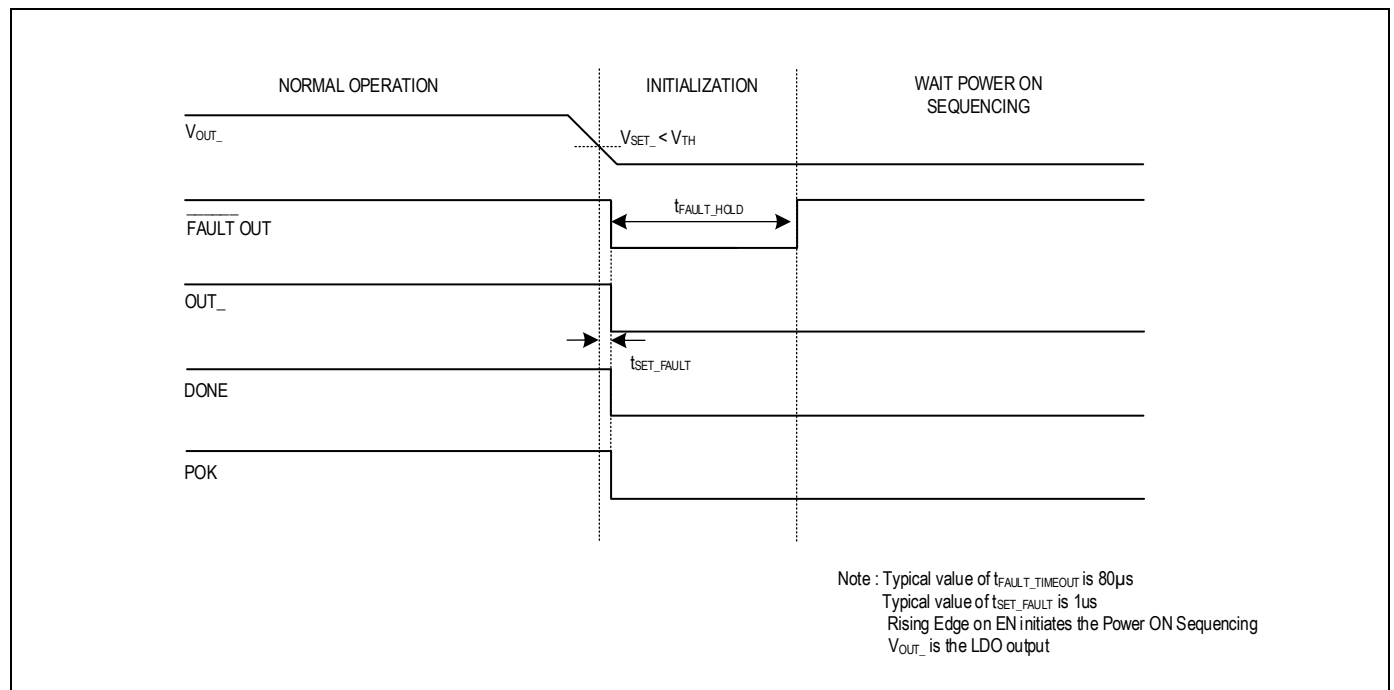 NORMAL OPERATION
INITIALIZATION
WAIT POWER ON
SEQUENCING
VOUT_
VSET_ < VTH
FAULT OUT
tFAULT_HOLD
OUT_
tSET_FAULT
DONE
POK
Note : Typical value of tFAULT_TIMEOUT is 80µs
Typical value of tSET_FAULT is 1us
Rising Edge on EN initiates the Power ON Sequencing
VOUT_ is the LDO output